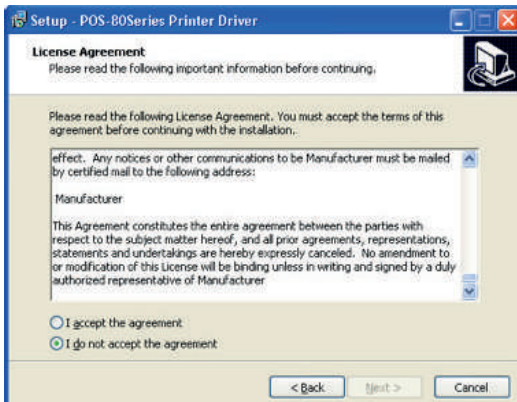 Setup - POS-80Series Printer Driver
License Agreement
Please read the following important information before continuing.
Please read the following License Agreement. You must accept the terms of this
agreement before continuing with the installation.
effect. Any notices or other communications to be Manufacturer must be mailed
by certified mail to the following address:
Manufacturer
This Agreement constitutes the entire agreement between the parties with
respect to the subject matter hereof, and all prior agreements, representations,
statements and undertakings are hereby expressly canceled. No amendment to
or modification of this License will be binding unless in writing and signed by a duly
authorized representative of Manufacturer
I accept the agreement
I do not accept the agreement
< Back
Next >
Cancel